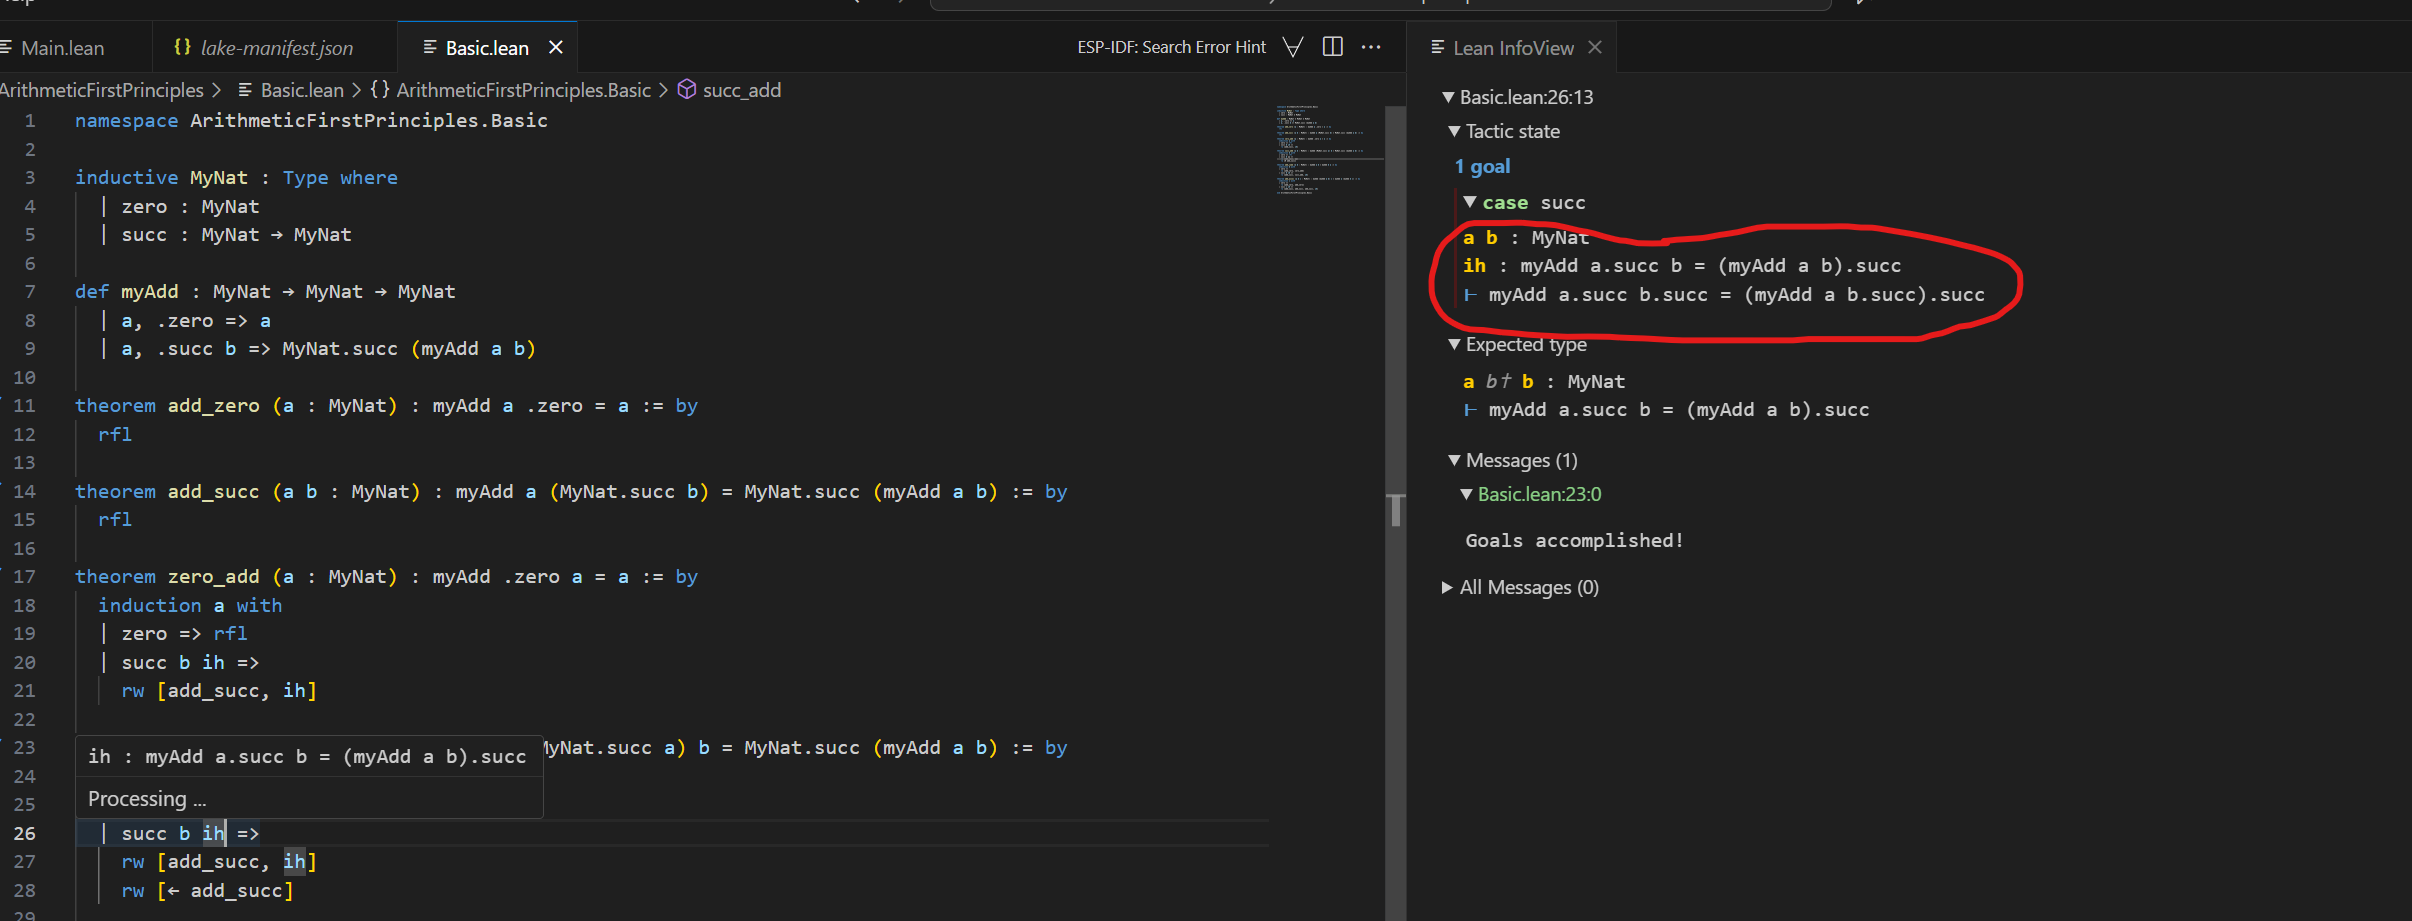 Main.lean
{} lake-manifest.json
Basic.lean
ESP-IDF: Search Error Hint
Lean InfoView
ArithmeticFirstPrinciples > Basic.lean > {} ArithmeticFirstPrinciples.Basic > succ_add
1 namespace ArithmeticFirstPrinciples.Basic
2
3 inductive MyNat : Type where
4 | zero : MyNat
5 | succ : MyNat → MyNat
6
7 def myAdd : MyNat → MyNat → MyNat
8 | a, .zero => a
9 | a, .succ b => MyNat.succ (myAdd a b)
10
11 theorem add_zero (a : MyNat) : myAdd a .zero = a := by
12 rfl
13
14 theorem add_succ (a b : MyNat) : myAdd a (MyNat.succ b) = MyNat.succ (myAdd a b) := by
15 rfl
16
17 theorem zero_add (a : MyNat) : myAdd .zero a = a := by
18 induction a with
19 | zero => rfl
20 | succ b ih =>
21 rw [add_succ, ih]
22
23 MyNat.succ a) b = MyNat.succ (myAdd a b) := by
ih : myAdd a.succ b = (myAdd a b).succ
24
Processing ...
25
26 | succ b ih =>
27 rw [add_succ, ih]
28 rw [← add_succ]
29
Basic.lean:26:13
Tactic state
1 goal
case succ
a b : MyNat
ih : myAdd a.succ b = (myAdd a b).succ
⊢ myAdd a.succ b.succ = (myAdd a b.succ).succ
Expected type
a b† b : MyNat
⊢ myAdd a.succ b = (myAdd a b).succ
Messages (1)
Basic.lean:23:0
Goals accomplished!
All Messages (0)